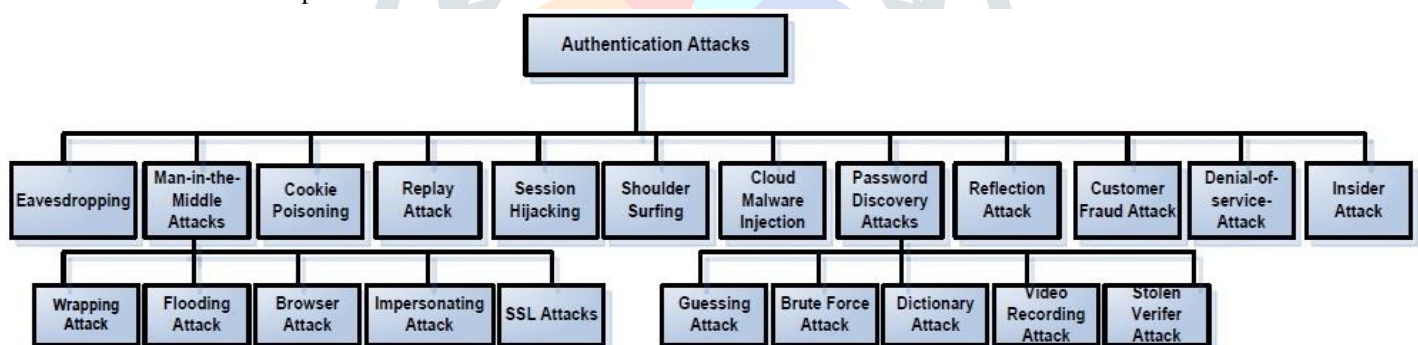 Authentication Attacks
Eavesdropping
Man-in-the-
Middle
Attacks
Cookie
Poisoning
Replay
Attack
Session
Hijacking
Shoulder
Surfing
Cloud
Malware
Injection
Password
Discovery
Attacks
Reflection
Attack
Customer
Fraud Attack
Denial-of-
service-
Attack
Insider
Attack
Wrapping
Attack
Flooding
Attack
Browser
Attack
Impersonating
Attack
SSL Attacks
Guessing
Attack
Brute Force
Attack
Dictionary
Attack
Video
Recording
Attack
Stolen
Verifer
Attack